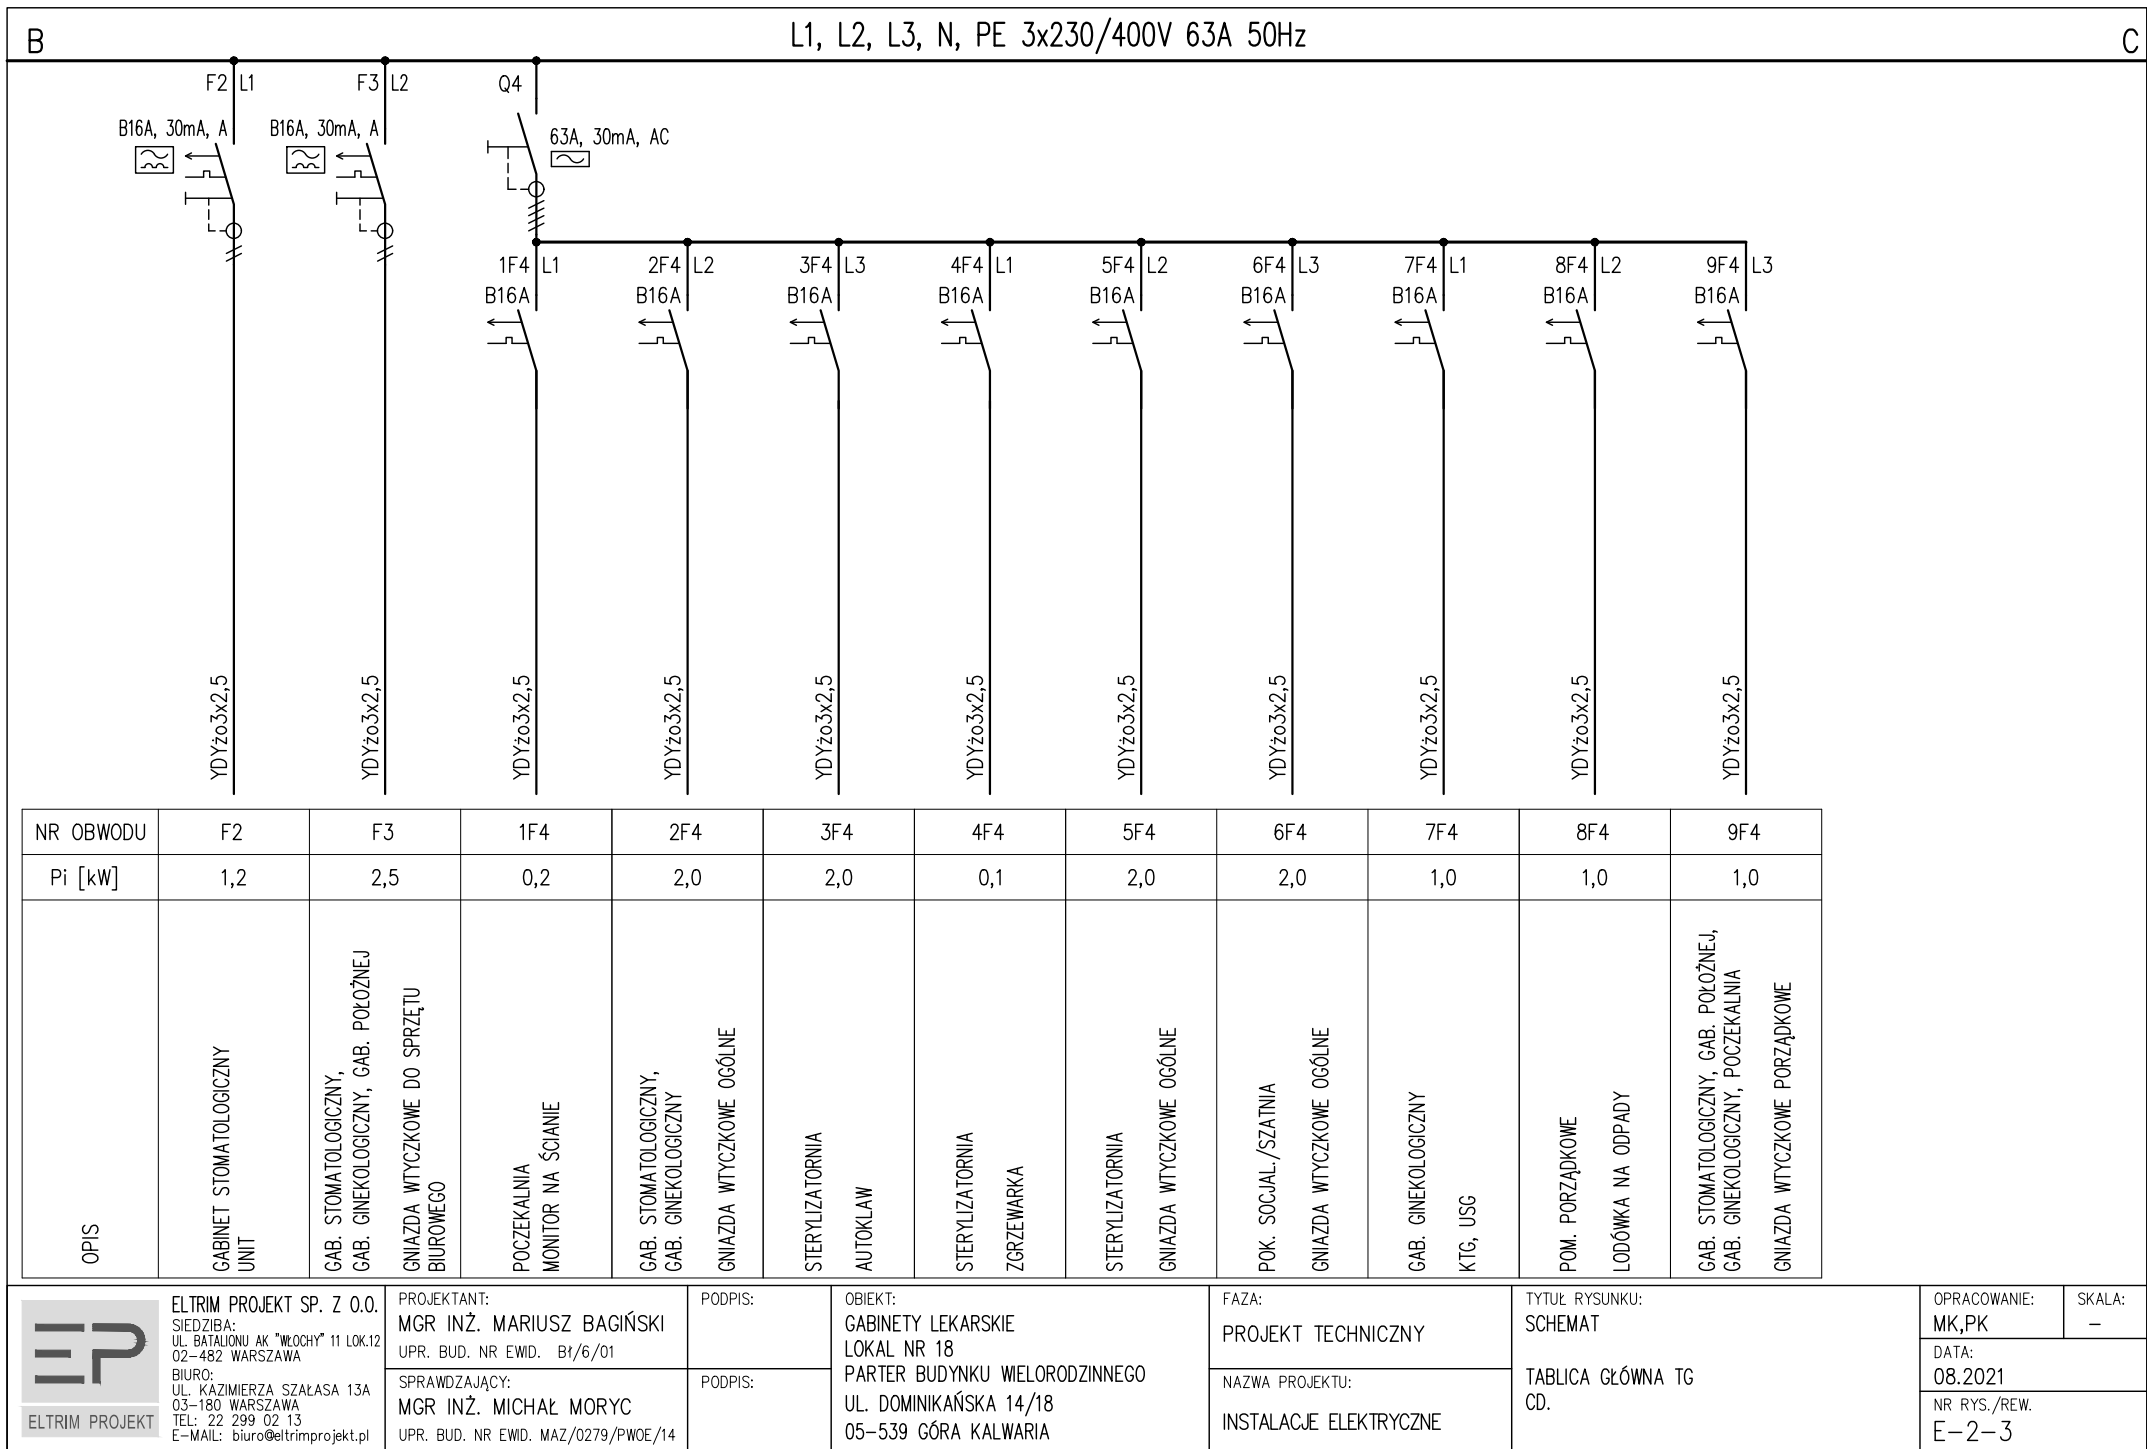 B
L1, L2, L3, N, PE 3x230/400V 63A 50Hz
C
F2 L1
F3 L2
Q4
B16A, 30mA, A
B16A, 30mA, A
63A, 30mA, AC
1F4 L1
2F4 L2
3F4 L3
4F4 L1
5F4 L2
6F4 L3
7F4 L1
8F4 L2
9F4 L3
B16A
B16A
B16A
B16A
B16A
B16A
B16A
B16A
B16A
YDYżo3x2,5
YDYżo3x2,5
YDYżo3x2,5
YDYżo3x2,5
YDYżo3x2,5
YDYżo3x2,5
YDYżo3x2,5
YDYżo3x2,5
YDYżo3x2,5
YDYżo3x2,5
YDYżo3x2,5
NR OBWODU F2 F3 1F4 2F4 3F4 4F4 5F4 6F4 7F4 8F4 9F4
Pi [kW] 1,2 2,5 0,2 2,0 2,0 0,1 2,0 2,0 1,0 1,0 1,0
OPIS
GABINET STOMATOLOGICZNY
UNIT
GAB. STOMATOLOGICZNY,
GAB. GINEKOLOGICZNY, GAB. POŁOŻNEJ
GNIAZDA WTYCZKOWE DO SPRZĘTU
BIUROWEGO
POCZEKALNIA
MONITOR NA ŚCIANIE
GAB. STOMATOLOGICZNY,
GAB. GINEKOLOGICZNY
GNIAZDA WTYCZKOWE OGÓLNE
STERYLIZATORNIA
AUTOKLAW
STERYLIZATORNIA
ZGRZEWARKA
STERYLIZATORNIA
GNIAZDA WTYCZKOWE OGÓLNE
POK. SOCJAL./SZATNIA
GNIAZDA WTYCZKOWE OGÓLNE
GAB. GINEKOLOGICZNY
KTG, USG
POM. PORZĄDKOWE
LODÓWKA NA ODPADY
GAB. STOMATOLOGICZNY, GAB. POŁOŻNEJ,
GAB. GINEKOLOGICZNY, POCZEKALNIA
GNIAZDA WTYCZKOWE PORZĄDKOWE
EP
ELTRIM PROJEKT
ELTRIM PROJEKT SP. Z O.O.
SIEDZIBA:
UL. BATALIONU AK "WŁOCHY" 11 LOK.12
02-482 WARSZAWA
BIURO:
UL. KAZIMIERZA SZAŁASA 13A
03-180 WARSZAWA
TEL: 22 299 02 13
E-MAIL: biuro@eltrimprojekt.pl
PROJEKTANT:
MGR INŻ. MARIUSZ BAGIŃSKI
UPR. BUD. NR EWID. Bł/6/01
PODPIS:
SPRAWDZAJĄCY:
MGR INŻ. MICHAŁ MORYC
UPR. BUD. NR EWID. MAZ/0279/PWOE/14
PODPIS:
OBIEKT:
GABINETY LEKARSKIE
LOKAL NR 18
PARTER BUDYNKU WIELORODZINNEGO
UL. DOMINIKAŃSKA 14/18
05-539 GÓRA KALWARIA
FAZA:
PROJEKT TECHNICZNY
NAZWA PROJEKTU:
INSTALACJE ELEKTRYCZNE
TYTUŁ RYSUNKU:
SCHEMAT
TABLICA GŁÓWNA TG
CD.
OPRACOWANIE:
MK,PK
SKALA:
-
DATA:
08.2021
NR RYS./REW.
E-2-3